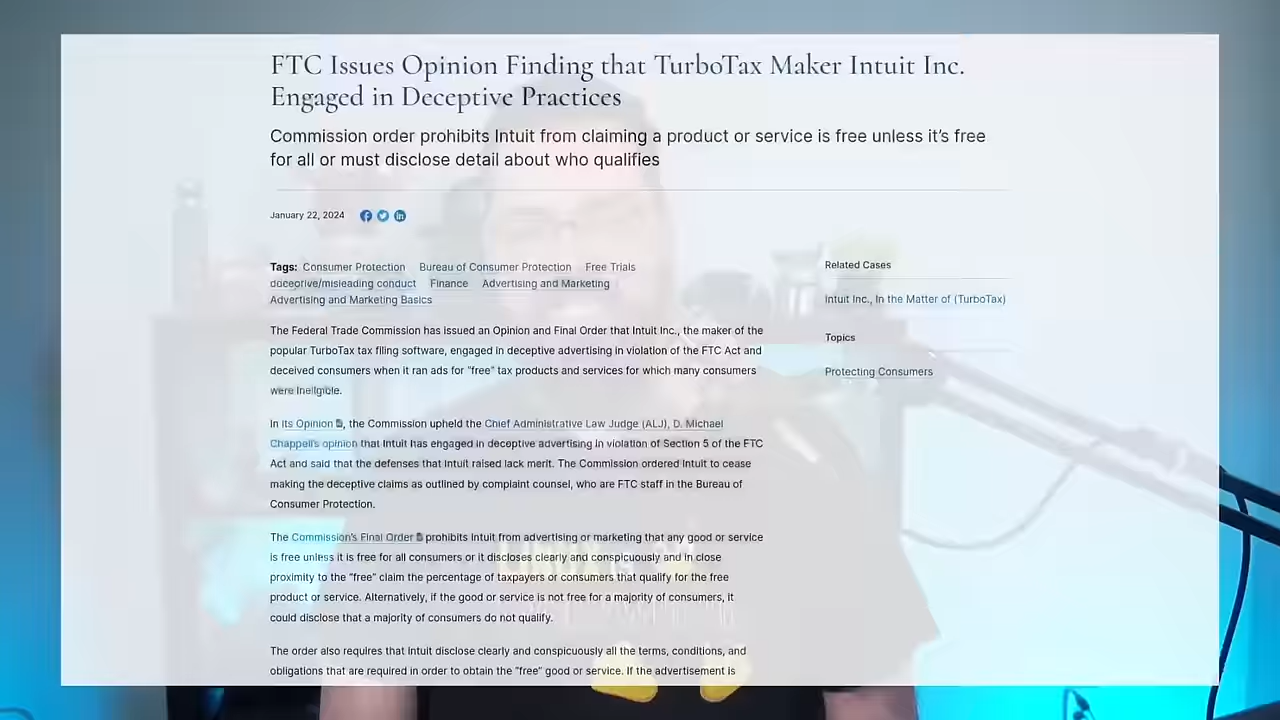 FTC Issues Opinion Finding that TurboTax Maker Intuit Inc.
Engaged in Deceptive Practices
Commission order prohibits Intuit from claiming a product or service is free unless it's free
for all or must disclose detail about who qualifies
January 22, 2024
Tags: Consumer Protection Bureau of Consumer Protection Free Trials
deceptive/misleading conduct Finance Advertising and Marketing
Advertising and Marketing Basics
The Federal Trade Commission has issued an Opinion and Final Order that Intuit Inc., the maker of the
popular TurboTax tax filing software, engaged in deceptive advertising in violation of the FTC Act and
deceived consumers when it ran ads for "free" tax products and services for which many consumers
were ineligible.
In its Opinion, the Commission upheld the Chief Administrative Law Judge (ALJ), D. Michael
Chappell's opinion that Intuit has engaged in deceptive advertising in violation of Section 5 of the FTC
Act and said that the defenses that Intuit raised lack merit. The Commission ordered Intuit to cease
making the deceptive claims as outlined by complaint counsel, who are FTC staff in the Bureau of
Consumer Protection.
The Commission's Final Order prohibits Intuit from advertising or marketing that any good or service
is free unless it is free for all consumers or it discloses clearly and conspicuously and in close
proximity to the "free" claim the percentage of taxpayers or consumers that qualify for the free
product or service. Alternatively, if the good or service is not free for a majority of consumers, it
could disclose that a majority of consumers do not qualify.
The order also requires that Intuit disclose clearly and conspicuously all the terms, conditions, and
obligations that are required in order to obtain the "free" good or service. If the advertisement is
Related Cases
Intuit Inc., In the Matter of (TurboTax)
Topics
Protecting Consumers